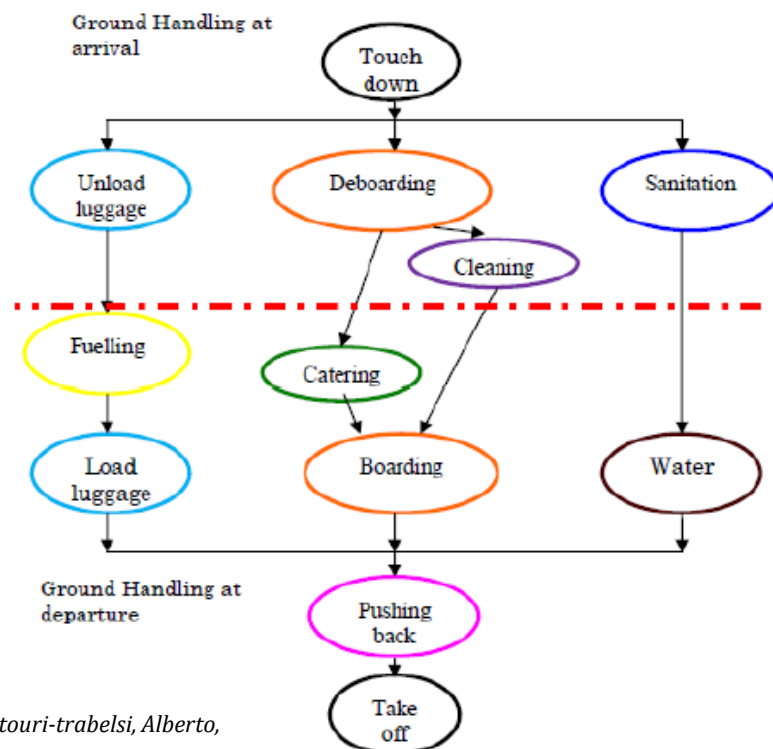 Ground Handling at
arrival
Touch
down
Unload
luggage
Deboarding
Sanitation
Cleaning
Fuelling
Catering
Load
luggage
Boarding
Water
Ground Handling at
departure
Pushing
back
Take
off
touri-trabelsi, Alberto,